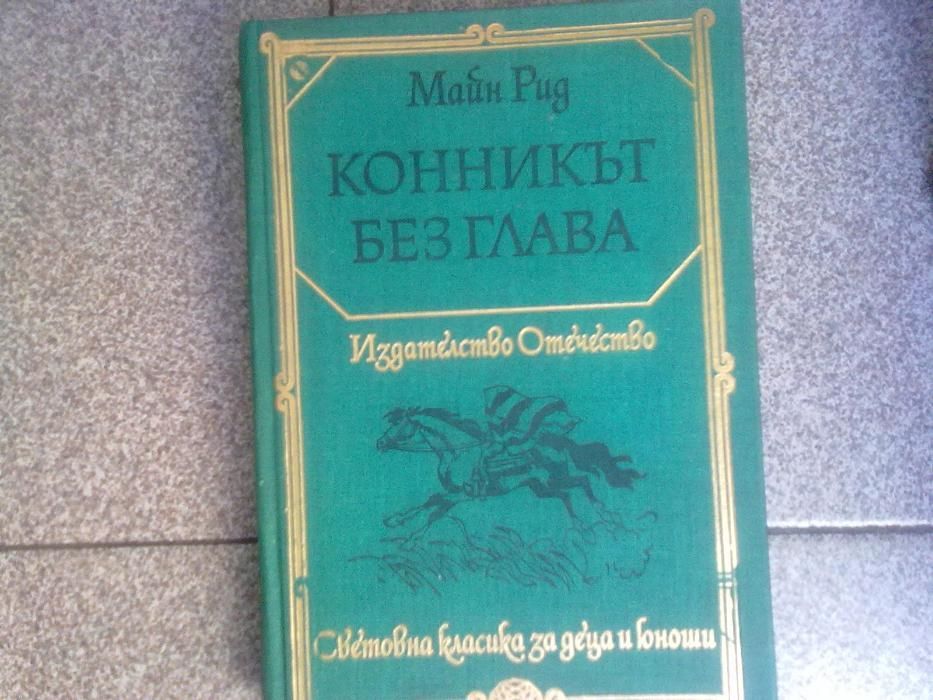 Майн Рид
КОННИКЪТ
БЕЗ ГЛАВА
Издателство Отечество
Световна класика за деца и юноши